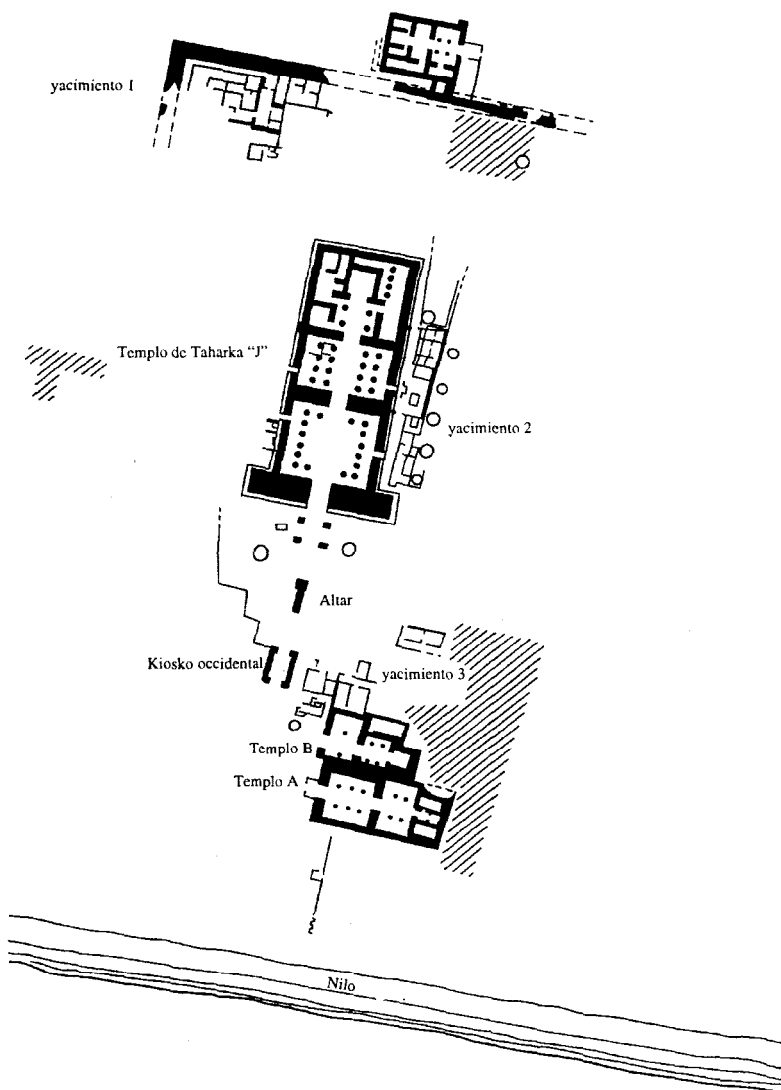 yacimiento 1
Templo de Taharka “J”
yacimiento 2
Altar
Kiosko occidental
yacimiento 3
Templo B
Templo A
Nilo